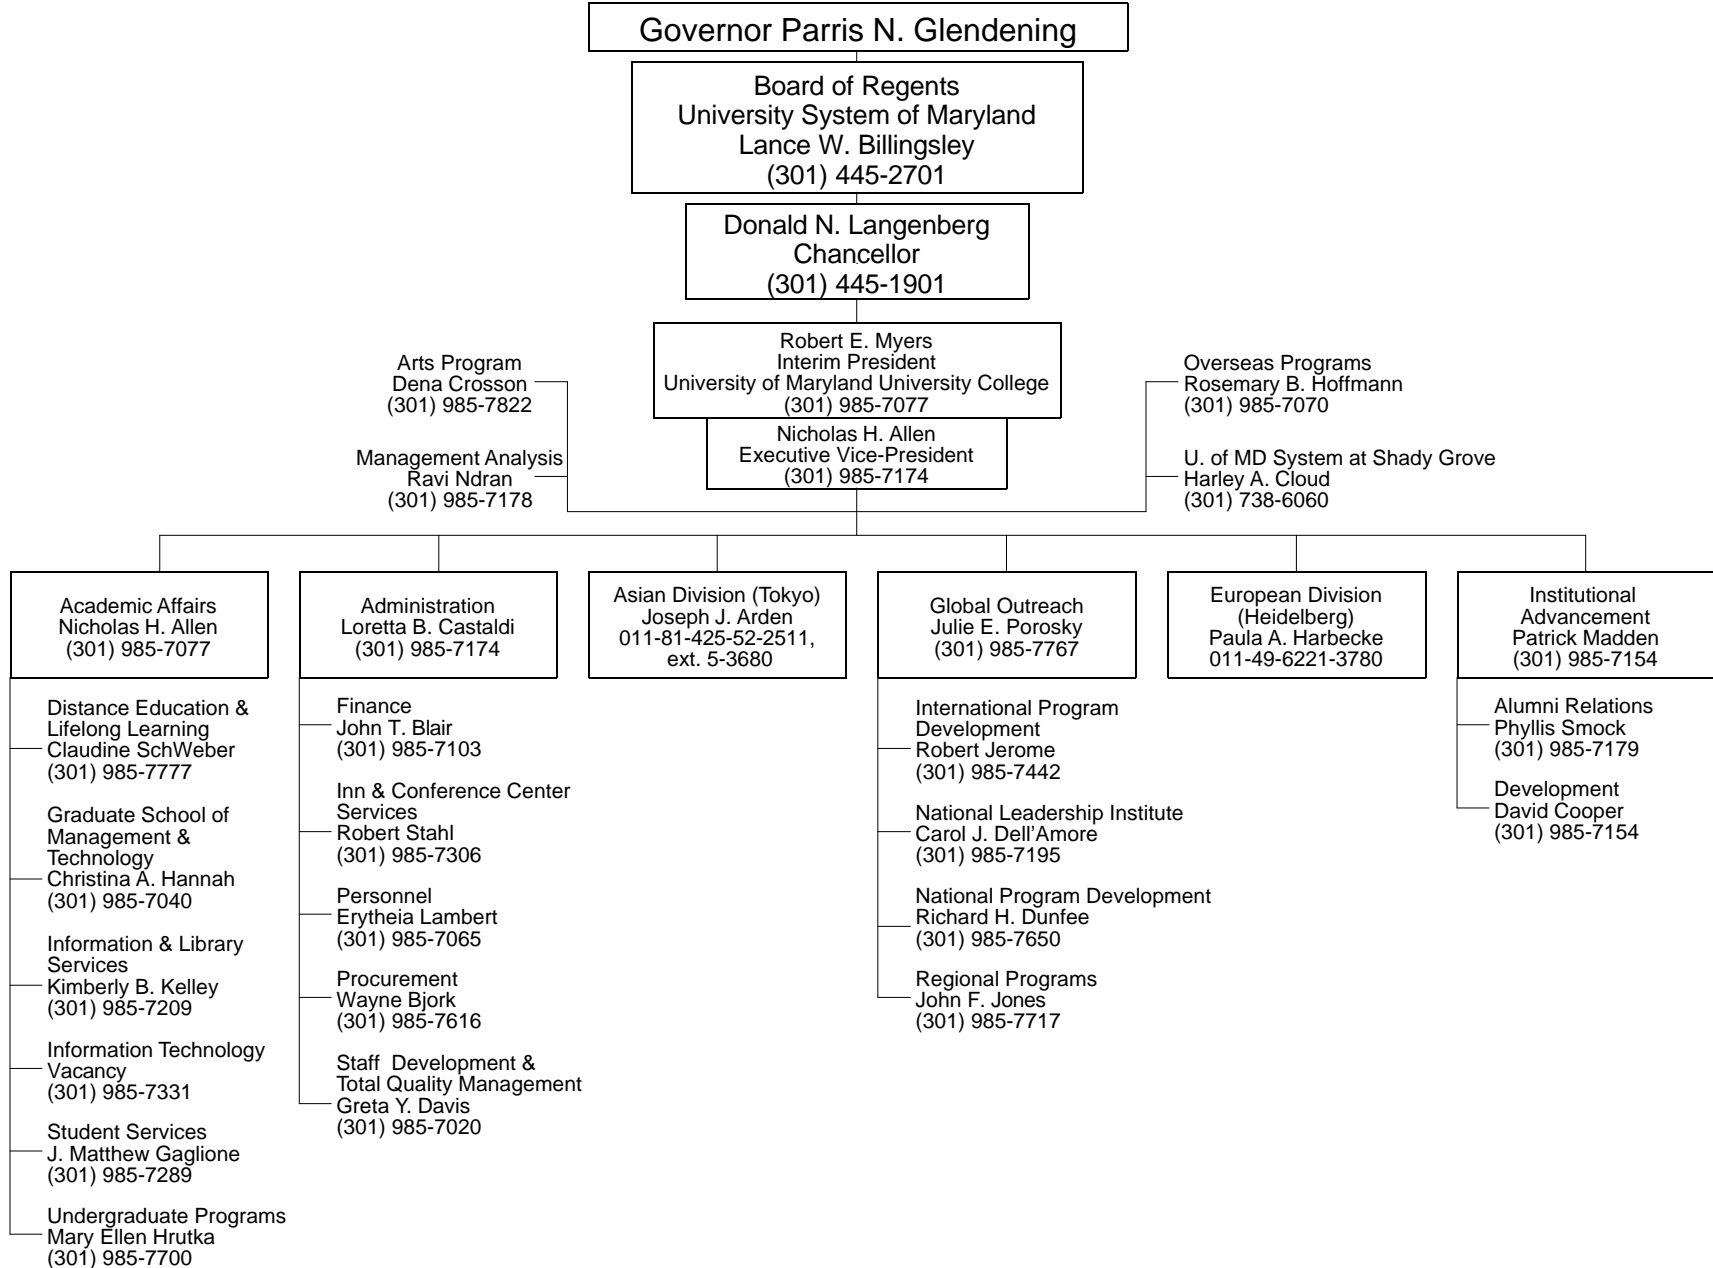 Governor Parris N. Glendening
Board of Regents
University System of Maryland
Lance W. Billingsley
(301) 445-2701
Donald N. Langenberg
Chancellor
(301) 445-1901
Robert E. Myers
Interim President
University of Maryland University College
(301) 985-7077
Nicholas H. Allen
Executive Vice-President
(301) 985-7174
Arts Program
Dena Crosson
(301) 985-7822
Management Analysis
Ravi Ndran
(301) 985-7178
Overseas Programs
Rosemary B. Hoffmann
(301) 985-7070
U. of MD System at Shady Grove
Harley A. Cloud
(301) 738-6060
Academic Affairs
Nicholas H. Allen
(301) 985-7077
Distance Education &
Lifelong Learning
Claudine SchWeber
(301) 985-7777
Graduate School of
Management &
Technology
Christina A. Hannah
(301) 985-7040
Information & Library
Services
Kimberly B. Kelley
(301) 985-7209
Information Technology
Vacancy
(301) 985-7331
Student Services
J. Matthew Gaglione
(301) 985-7289
Undergraduate Programs
Mary Ellen Hrutka
(301) 985-7700
Administration
Loretta B. Castaldi
(301) 985-7174
Finance
John T. Blair
(301) 985-7103
Inn & Conference Center
Services
Robert Stahl
(301) 985-7306
Personnel
Erytheia Lambert
(301) 985-7065
Procurement
Wayne Bjork
(301) 985-7616
Staff  Development &
Total Quality Management
Greta Y. Davis
(301) 985-7020
Asian Division (Tokyo)
Joseph J. Arden
011-81-425-52-2511,
ext. 5-3680
Global Outreach
Julie E. Porosky
(301) 985-7767
International Program
Development
Robert Jerome
(301) 985-7442
National Leadership Institute
Carol J. Dell'Amore
(301) 985-7195
National Program Development
Richard H. Dunfee
(301) 985-7650
Regional Programs
John F. Jones
(301) 985-7717
European Division
(Heidelberg)
Paula A. Harbecke
011-49-6221-3780
Institutional
Advancement
Patrick Madden
(301) 985-7154
Alumni Relations
Phyllis Smock
(301) 985-7179
Development
David Cooper
(301) 985-7154